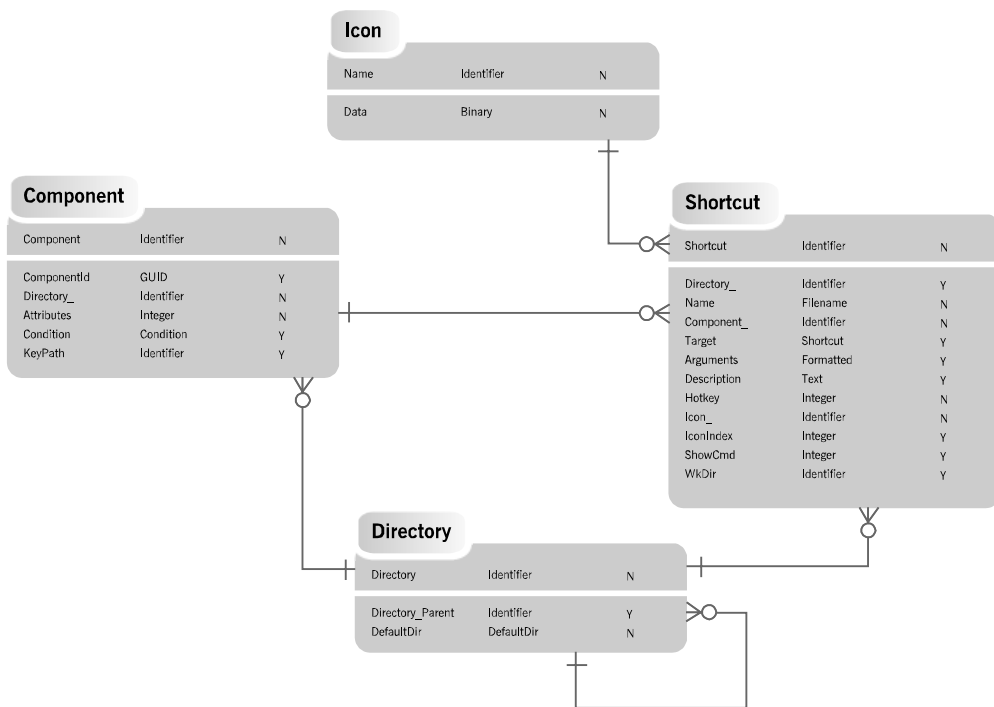 Icon
Name Identifier N
Data Binary N
Component
Component Identifier N
ComponentId GUID Y
Directory_ Identifier N
Attributes Integer N
Condition Condition Y
KeyPath Identifier Y
Shortcut
Shortcut Identifier N
Directory_ Identifier Y
Name Filename N
Component_ Identifier N
Target Shortcut Y
Arguments Formatted Y
Description Text Y
Hotkey Integer N
Icon_ Identifier N
IconIndex Integer Y
ShowCmd Integer Y
WkDir Identifier Y
Directory
Directory Identifier N
Directory_Parent Identifier Y
DefaultDir DefaultDir N